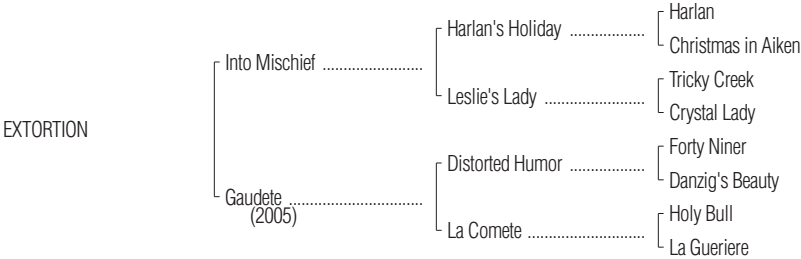 Harlan
Harlan's Holiday ..................
Christmas in Aiken
Into Mischief ........................
Tricky Creek
Leslie's Lady ........................
Crystal Lady
EXTORTION
Forty Niner
Distorted Humor ..................
Danzig's Beauty
Gaudete ................................
(2005)
Holy Bull
La Comete ............................
La Gueriere